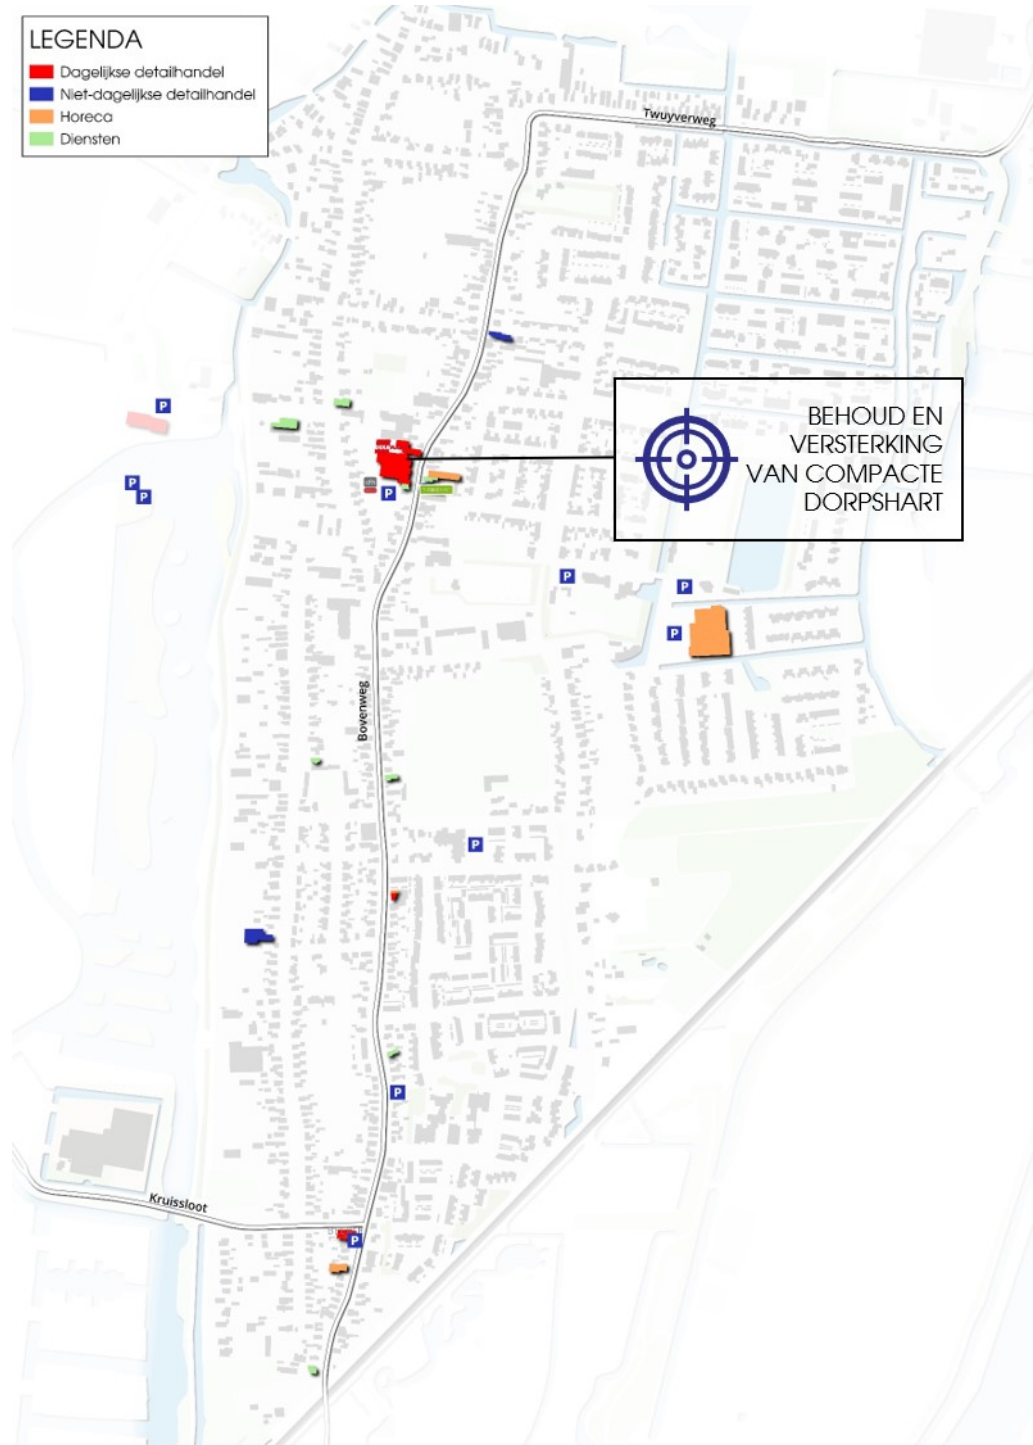 LEGENDA
Dagelijkse detailhandel
Niet-dagelijkse detailhandel
Horeca
Diensten
Twuyverweg
BEHOUD EN
VERSTERKING
VAN COMPACTE
DORPSHART
P
P
P
P
P
P
P
Bovenweg
P
P
Kruissloot
P